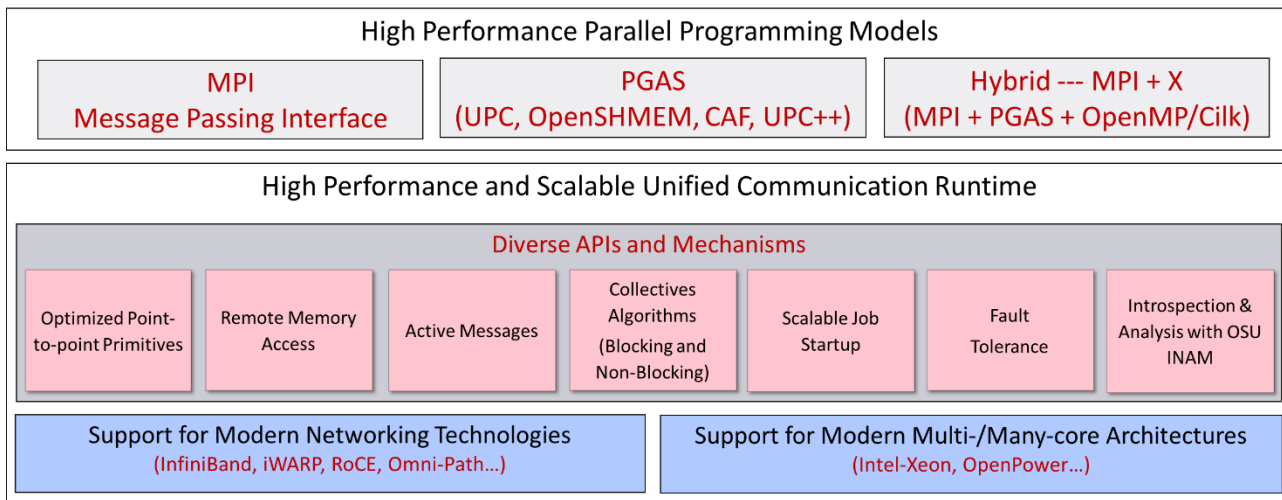 High Performance Parallel Programming Models
MPI
Message Passing Interface
PGAS
(UPC, OpenSHMEM, CAF, UPC++)
Hybrid --- MPI + X
(MPI + PGAS + OpenMP/Cilk)
High Performance and Scalable Unified Communication Runtime
Diverse APIs and Mechanisms
Optimized Point-
to-point Primitives
Remote Memory
Access
Active Messages
Collectives
Algorithms
(Blocking and
Non-Blocking)
Scalable Job
Startup
Fault
Tolerance
Introspection &
Analysis with OSU
INAM
Support for Modern Networking Technologies
(InfiniBand, iWARP, RoCE, Omni-Path...)
Support for Modern Multi-/Many-core Architectures
(Intel-Xeon, OpenPower...)